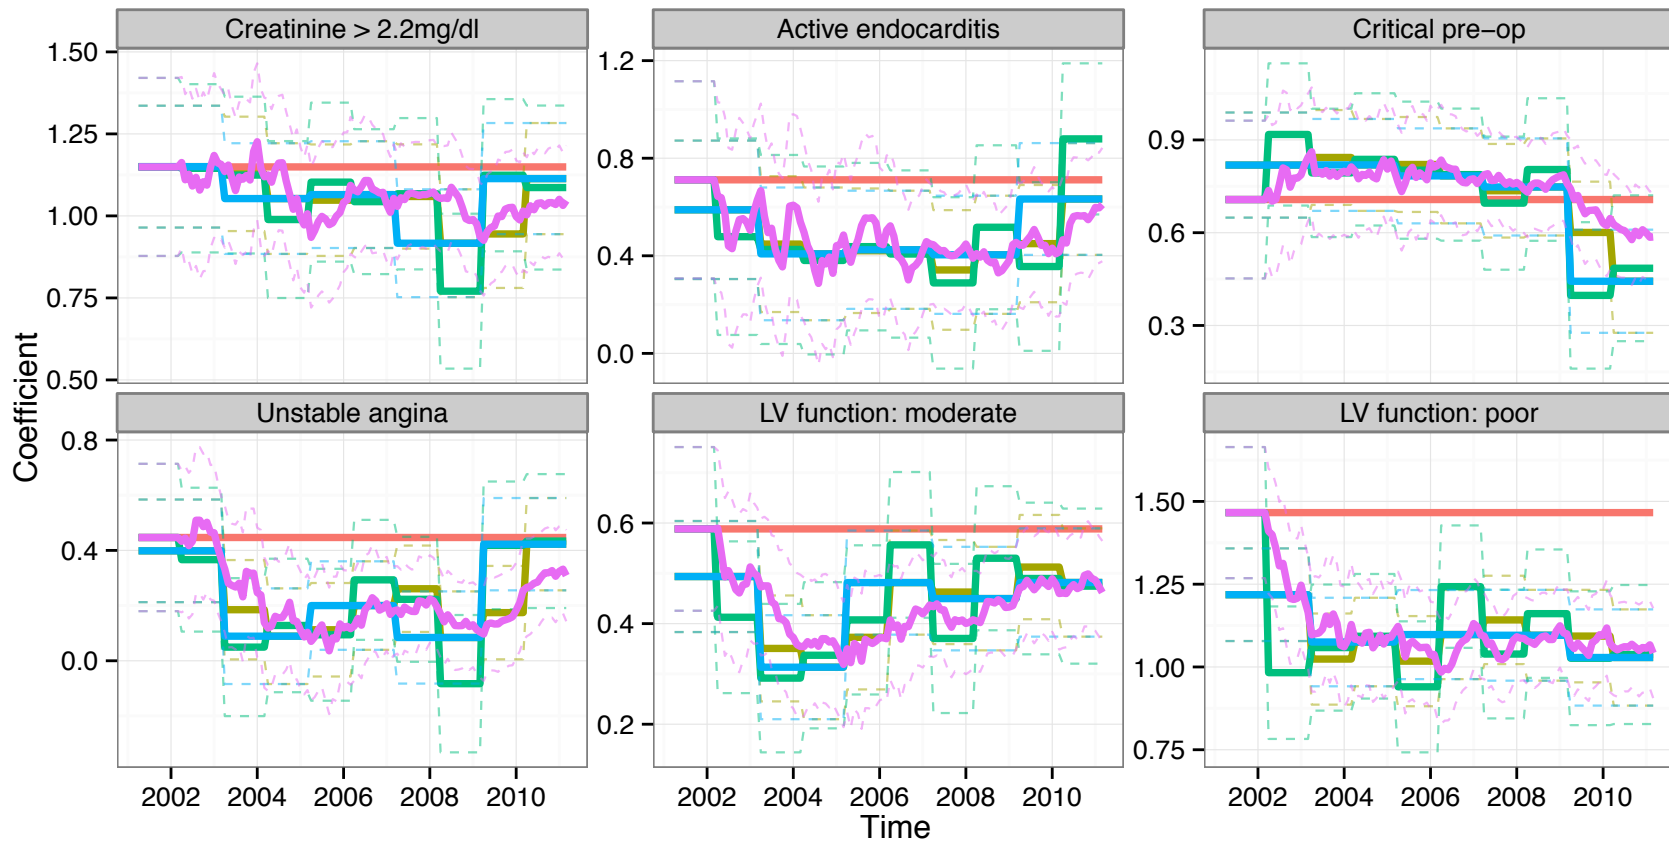 Creatinine > 2.2mg/dl
Active endocarditis
Critical pre−op
1.50
1.25
1.00
0.75
0.50
1.2
0.8
0.4
0.0
0.9
0.6
0.3
Coefficient
Unstable angina
LV function: moderate
LV function: poor
0.8
0.4
0.0
0.6
0.4
0.2
1.50
1.25
1.00
0.75
2002 2004 2006 2008 2010
2002 2004 2006 2008 2010
2002 2004 2006 2008 2010
Time